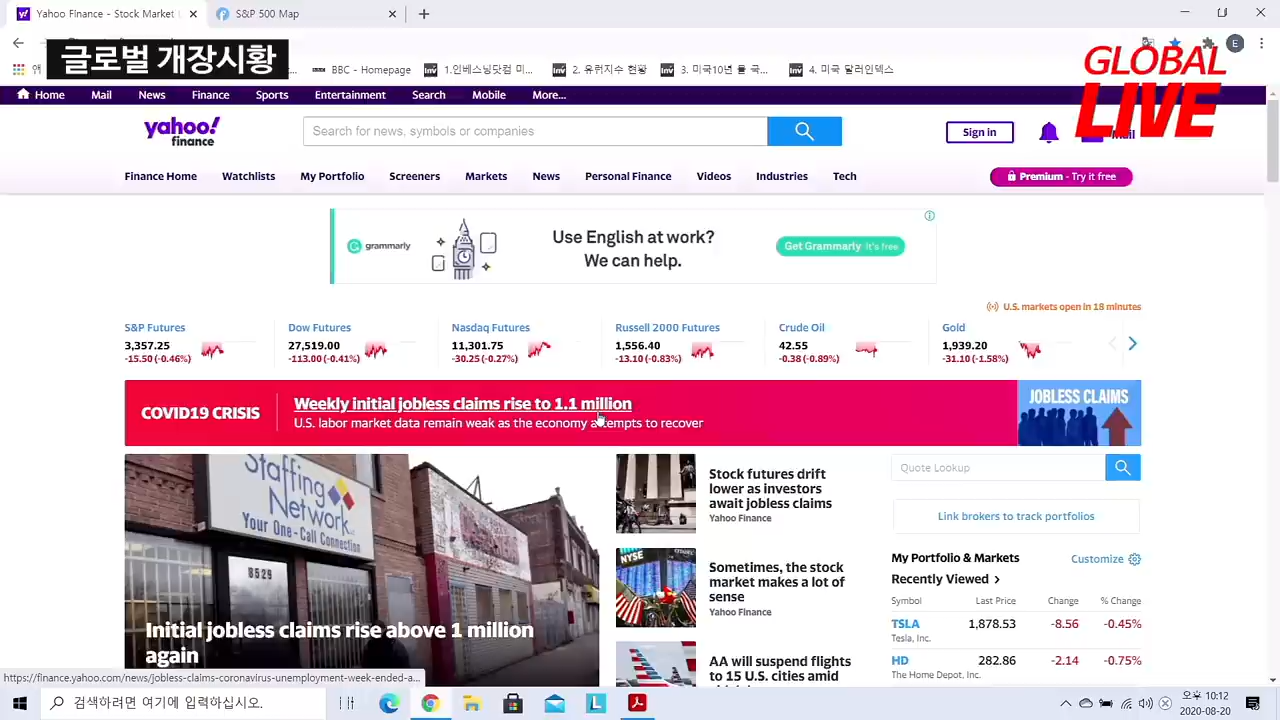 Yahoo Finance - Stock Market
S&P 500 Map
글로벌 개장시황
BBC - Homepage
1.인베스닝닷컴 미...
2. 유퀴지수 현황
3. 미국10년 률 국...
4. 미국 달러인덱스
E
GLOBAL
LIVE
Home
Mail
News
Finance
Sports
Entertainment
Search
Mobile
More...
yahoo!
finance
Search for news, symbols or companies
Sign in
Mail
Finance Home
Watchlists
My Portfolio
Screeners
Markets
News
Personal Finance
Videos
Industries
Tech
Premium - Try it free
grammarly
Use English at work?
We can help.
Get Grammarly It's free
U.S. markets open in 18 minutes
S&P Futures
3,357.25
-15.50 (-0.46%)
Dow Futures
27,519.00
-113.00 (-0.41%)
Nasdaq Futures
11,301.75
-30.25 (-0.27%)
Russell 2000 Futures
1,556.40
-13.10 (-0.83%)
Crude Oil
42.55
-0.38 (-0.89%)
Gold
1,939.20
-31.10 (-1.58%)
COVID19 CRISIS
Weekly initial jobless claims rise to 1.1 million
U.S. labor market data remain weak as the economy attempts to recover
JOBLESS CLAIMS
Staffing
Network
Your One - Call Connection
8529
Initial jobless claims rise above 1 million
again
Stock futures drift
lower as investors
await jobless claims
Yahoo Finance
NYSE
Sometimes, the stock
market makes a lot of
sense
Yahoo Finance
AA will suspend flights
to 15 U.S. cities amid
Quote Lookup
Link brokers to track portfolios
My Portfolio & Markets
Customize
Recently Viewed >
Symbol
Last Price
Change
% Change
TSLA
1,878.53
-8.56
-0.45%
Tesla, Inc.
HD
282.86
-2.14
-0.75%
The Home Depot, Inc.
https://finance.yahoo.com/news/jobless-claims-coronavirus-unemployment-week-ended-a...
검색하려면 여기에 입력하십시오.
오후 10:12
2020-08-20